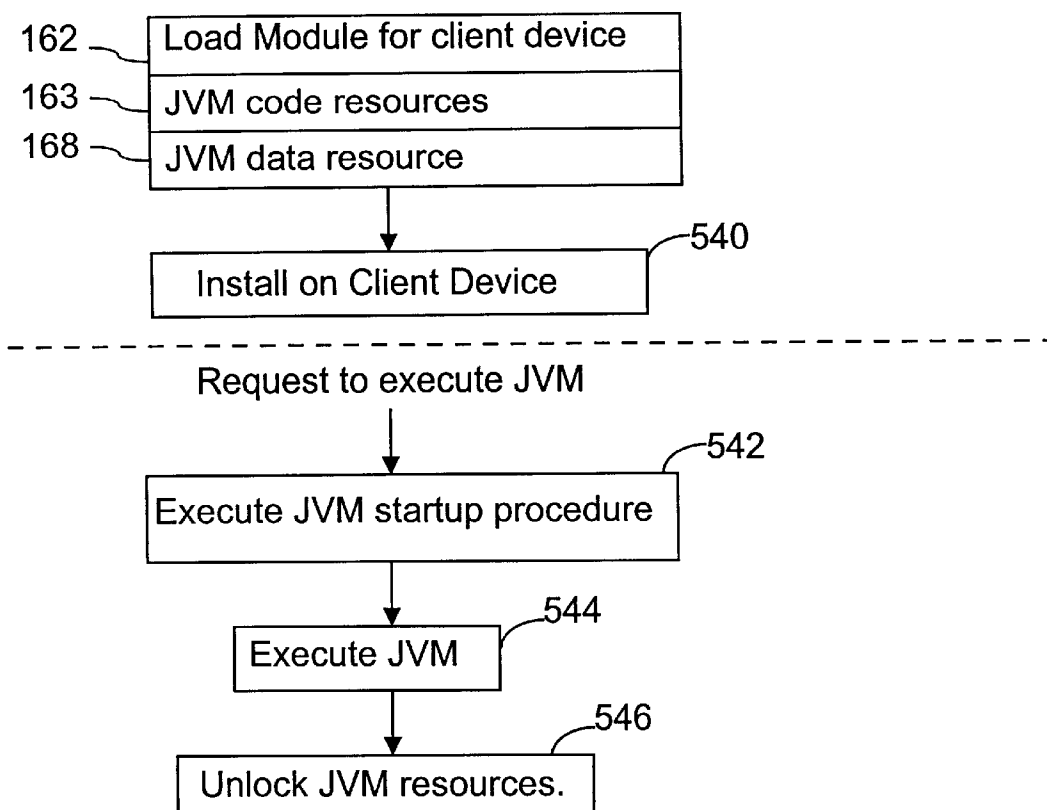 162 Load Module for client device
163 JVM code resources
168 JVM data resource
540
Install on Client Device
Request to execute JVM
542
Execute JVM startup procedure
544
Execute JVM
546
Unlock JVM resources.